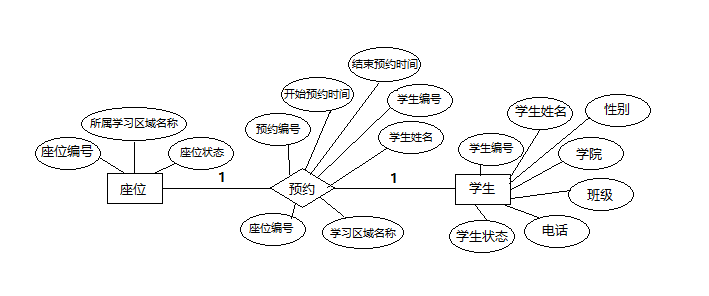 结束预约时间
开始预约时间
学生编号
学生姓名
性别
所属学习区域名称
预约编号
学生姓名
座位编号
座位状态
学生编号
学院
1
1
座位
预约
学生
班级
座位编号
学习区域名称
学生状态
电话